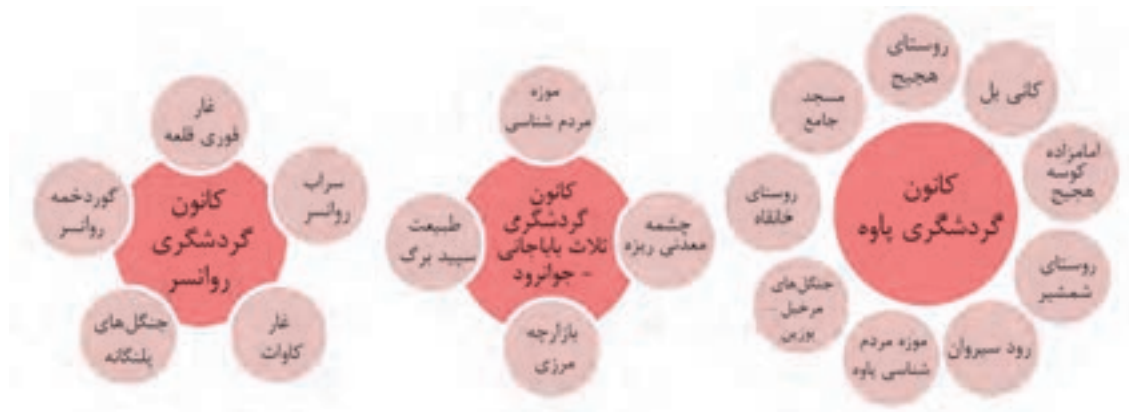 کانون
گردشگری پاوه
روستای
هجیج
کانی بل
امامزاده
کوسه
هجیج
روستای
شمشیر
رود سیروان
موزه مردم
شناسی پاوه
جنگل‌های
مرخیل -
بوزین
روستای
خانقاه
مسجد
جامع
کانون
گردشگری
ثلاث باباجانی
- جوانرود
موزه
مردم شناسی
چشمه
معدنی ریزه
بازارچه
مرزی
طبیعت
سپید برگ
کانون
گردشگری
روانسر
غار
قوری قلعه
سراب
روانسر
غار
کاوات
جنگل‌های
پلنگانه
گوردخمه
روانسر